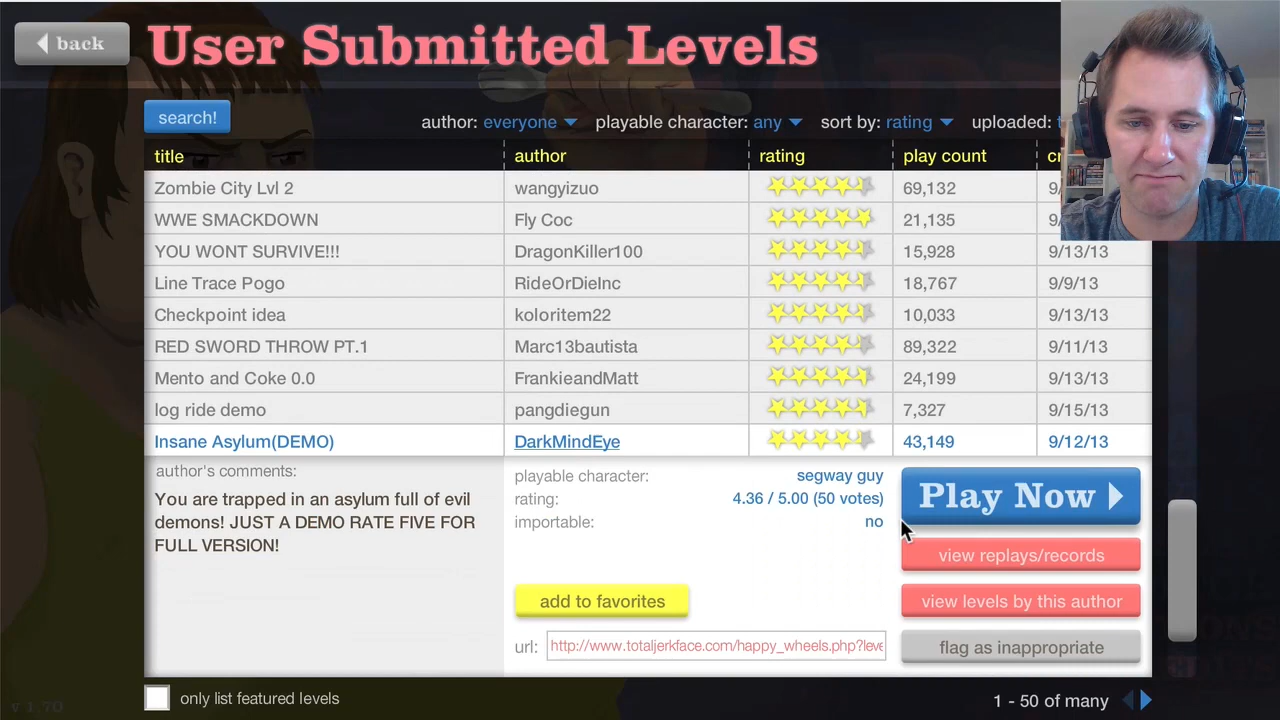 back
User Submitted Levels
search!
author: everyone playable character: any sort by: rating uploaded:
title author rating play count
Zombie City Lvl 2 wangyizuo 69,132 9/
WWE SMACKDOWN Fly Coc 21,135
YOU WONT SURVIVE!!! DragonKiller100 15,928 9/13/13
Line Trace Pogo RideOrDieInc 18,767 9/9/13
Checkpoint idea koloritem22 10,033 9/13/13
RED SWORD THROW PT.1 Marc13bautista 89,322 9/11/13
Mento and Coke 0.0 FrankieandMatt 24,199 9/13/13
log ride demo pangdiegun 7,327 9/15/13
Insane Asylum(DEMO) DarkMindEye 43,149 9/12/13
author's comments:
You are trapped in an asylum full of evil
demons! JUST A DEMO RATE FIVE FOR
FULL VERSION!
playable character: segway guy
rating: 4.36 / 5.00 (50 votes)
importable: no
add to favorites
url: http://www.totaljerkface.com/happy_wheels.php?leve
Play Now
view replays/records
view levels by this author
flag as inappropriate
v 1.70
only list featured levels
1 - 50 of many